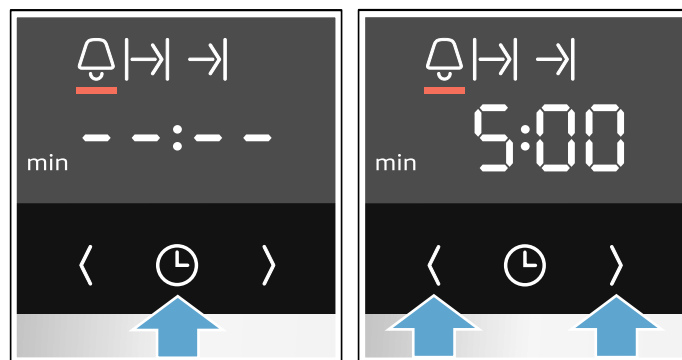 – – : – –
min
5:00
min